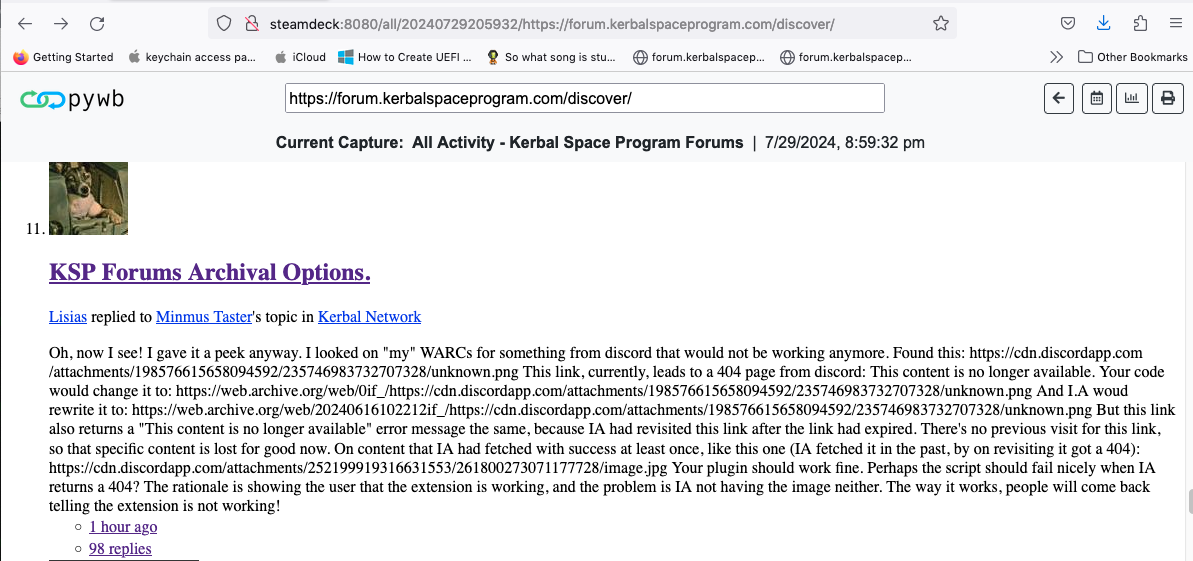 steamdeck:8080/all/20240729205932/https://forum.kerbalspaceprogram.com/discover/
Getting Started keychain access pa... iCloud How to Create UEFI ... So what song is stu... forum.kerbalspacep... forum.kerbalspacep... Other Bookmarks
pywb https://forum.kerbalspaceprogram.com/discover/
Current Capture: All Activity - Kerbal Space Program Forums | 7/29/2024, 8:59:32 pm
11.
KSP Forums Archival Options.
Lisias replied to Minmus Taster's topic in Kerbal Network
Oh, now I see! I gave it a peek anyway. I looked on "my" WARCs for something from discord that would not be working anymore. Found this: https://cdn.discordapp.com
/attachments/198576615658094592/235746983732707328/unknown.png This link, currently, leads to a 404 page from discord: This content is no longer available. Your code
would change it to: https://web.archive.org/web/0if_/https://cdn.discordapp.com/attachments/198576615658094592/235746983732707328/unknown.png And I.A woud
rewrite it to: https://web.archive.org/web/20240616102212if_/https://cdn.discordapp.com/attachments/198576615658094592/235746983732707328/unknown.png But this link
also returns a "This content is no longer available" error message the same, because IA had revisited this link after the link had expired. There's no previous visit for this link,
so that specific content is lost for good now. On content that IA had fetched with success at least once, like this one (IA fetched it in the past, by on revisiting it got a 404):
https://cdn.discordapp.com/attachments/252199919316631553/261800273071177728/image.jpg Your plugin should work fine. Perhaps the script should fail nicely when IA
returns a 404? The rationale is showing the user that the extension is working, and the problem is IA not having the image neither. The way it works, people will come back
telling the extension is not working!
1 hour ago
98 replies